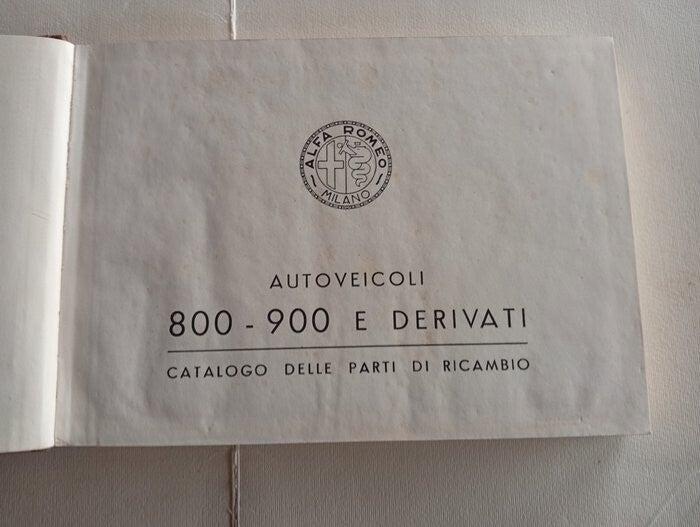 ALFA ROMEO
MILANO
AUTOVEICOLI
800 - 900 E DERIVATI
CATALOGO DELLE PARTI DI RICAMBIO